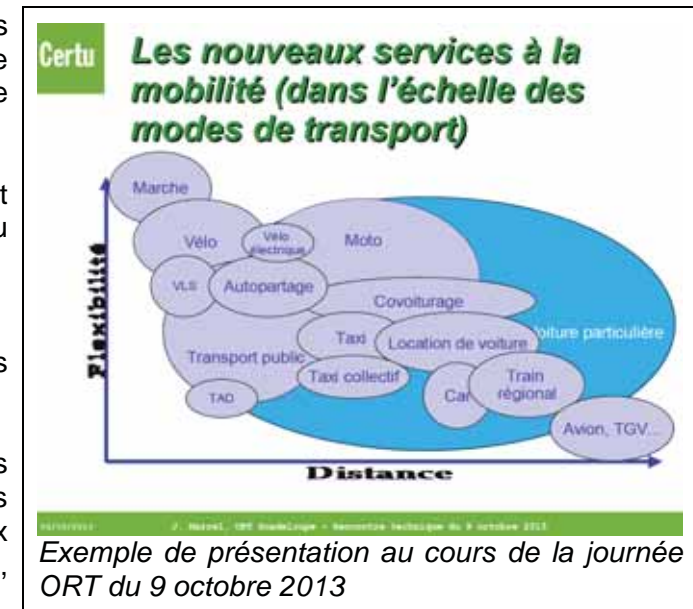 s
e
e
t
u
s
s
s
x
,
Certu
Les nouveaux services à la
mobilité (dans l'échelle des
modes de transport)
Flexibilité
Marche
Vélo
Vélo
électrique
Moto
VLS
Autopartage
Covoiturage
Taxi
Location de voiture
Voiture particulière
Transport public
Taxi collectif
TAD
Car
Train
régional
Avion, TGV...
Distance
J. Marcel, ORT Guadeloupe - Rencontre technique du 9 octobre 2013
Exemple de présentation au cours de la journée
ORT du 9 octobre 2013